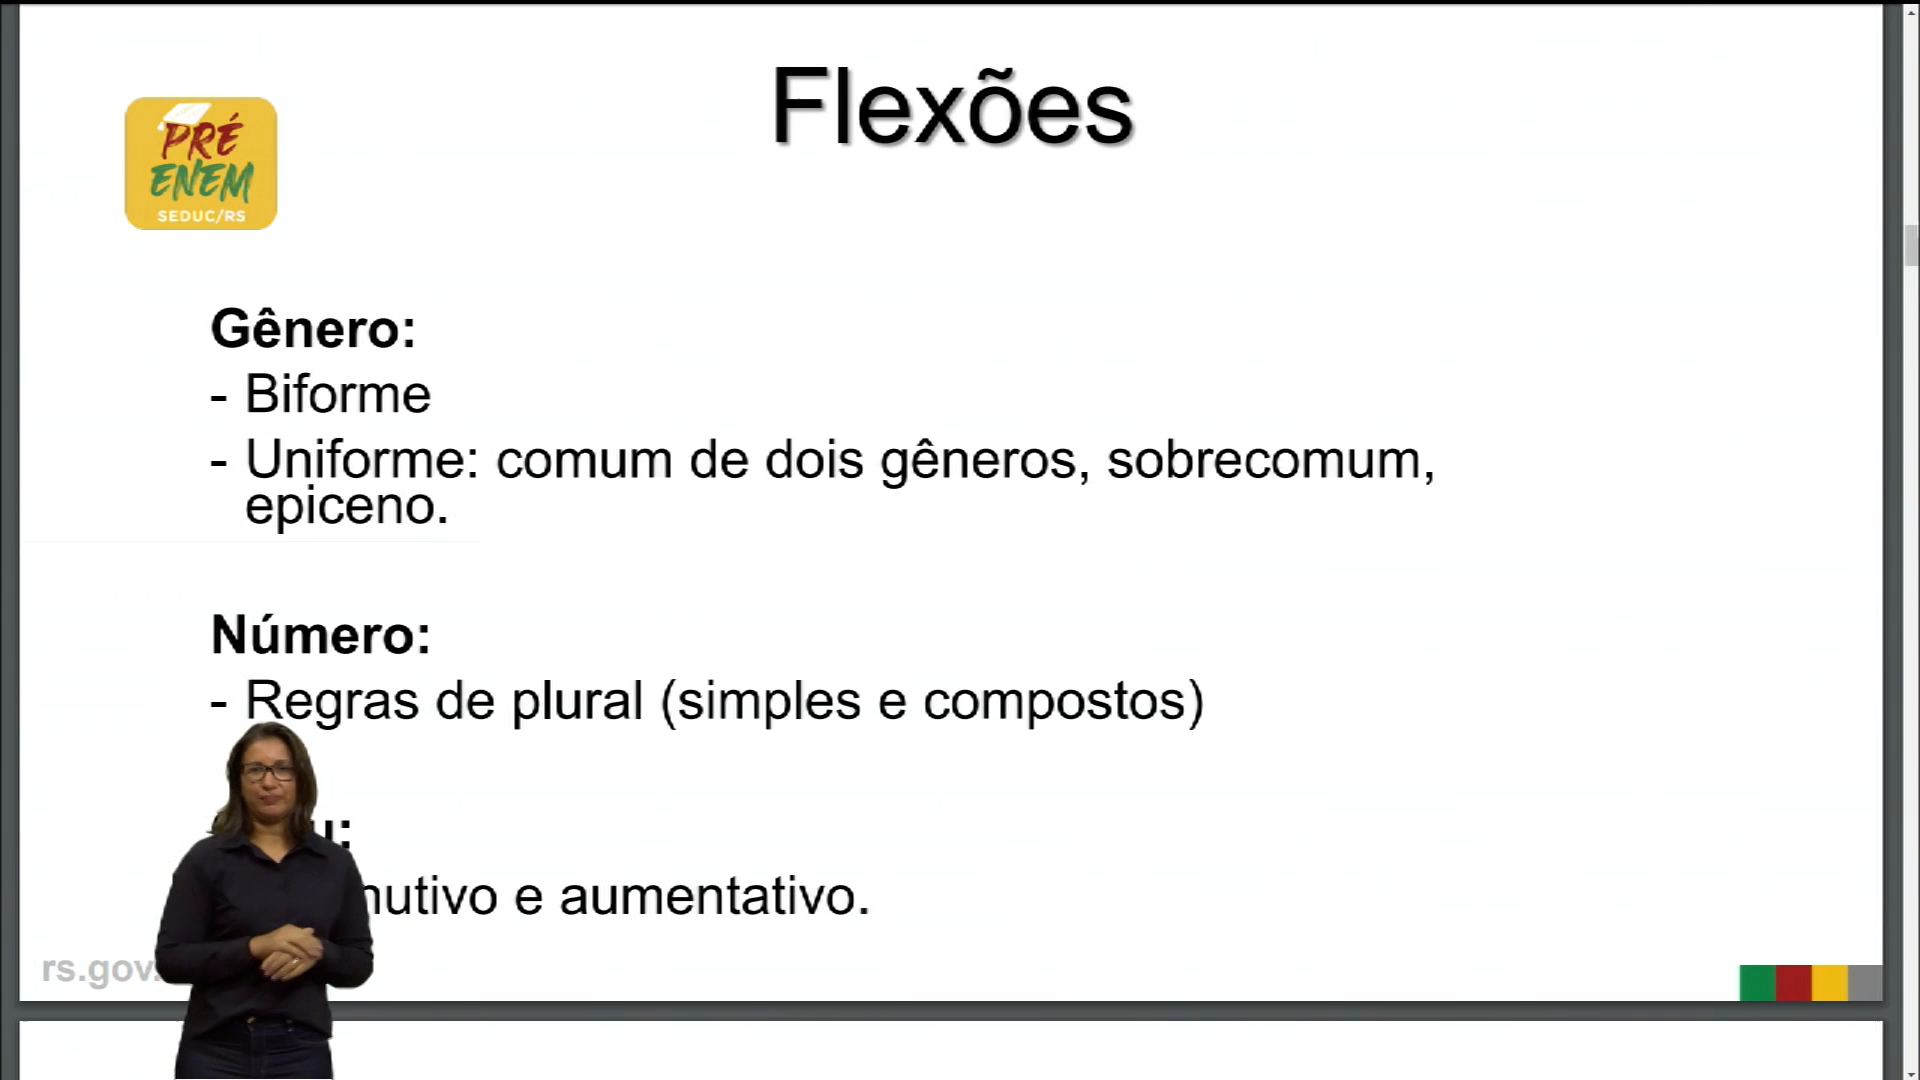 Flexões
PRÉ
ENEM
SEDUC/RS
Gênero:
- Biforme
- Uniforme: comum de dois gêneros, sobrecomum,
epiceno.
Número:
- Regras de plural (simples e compostos)
e aumentativo.
rs.gov.